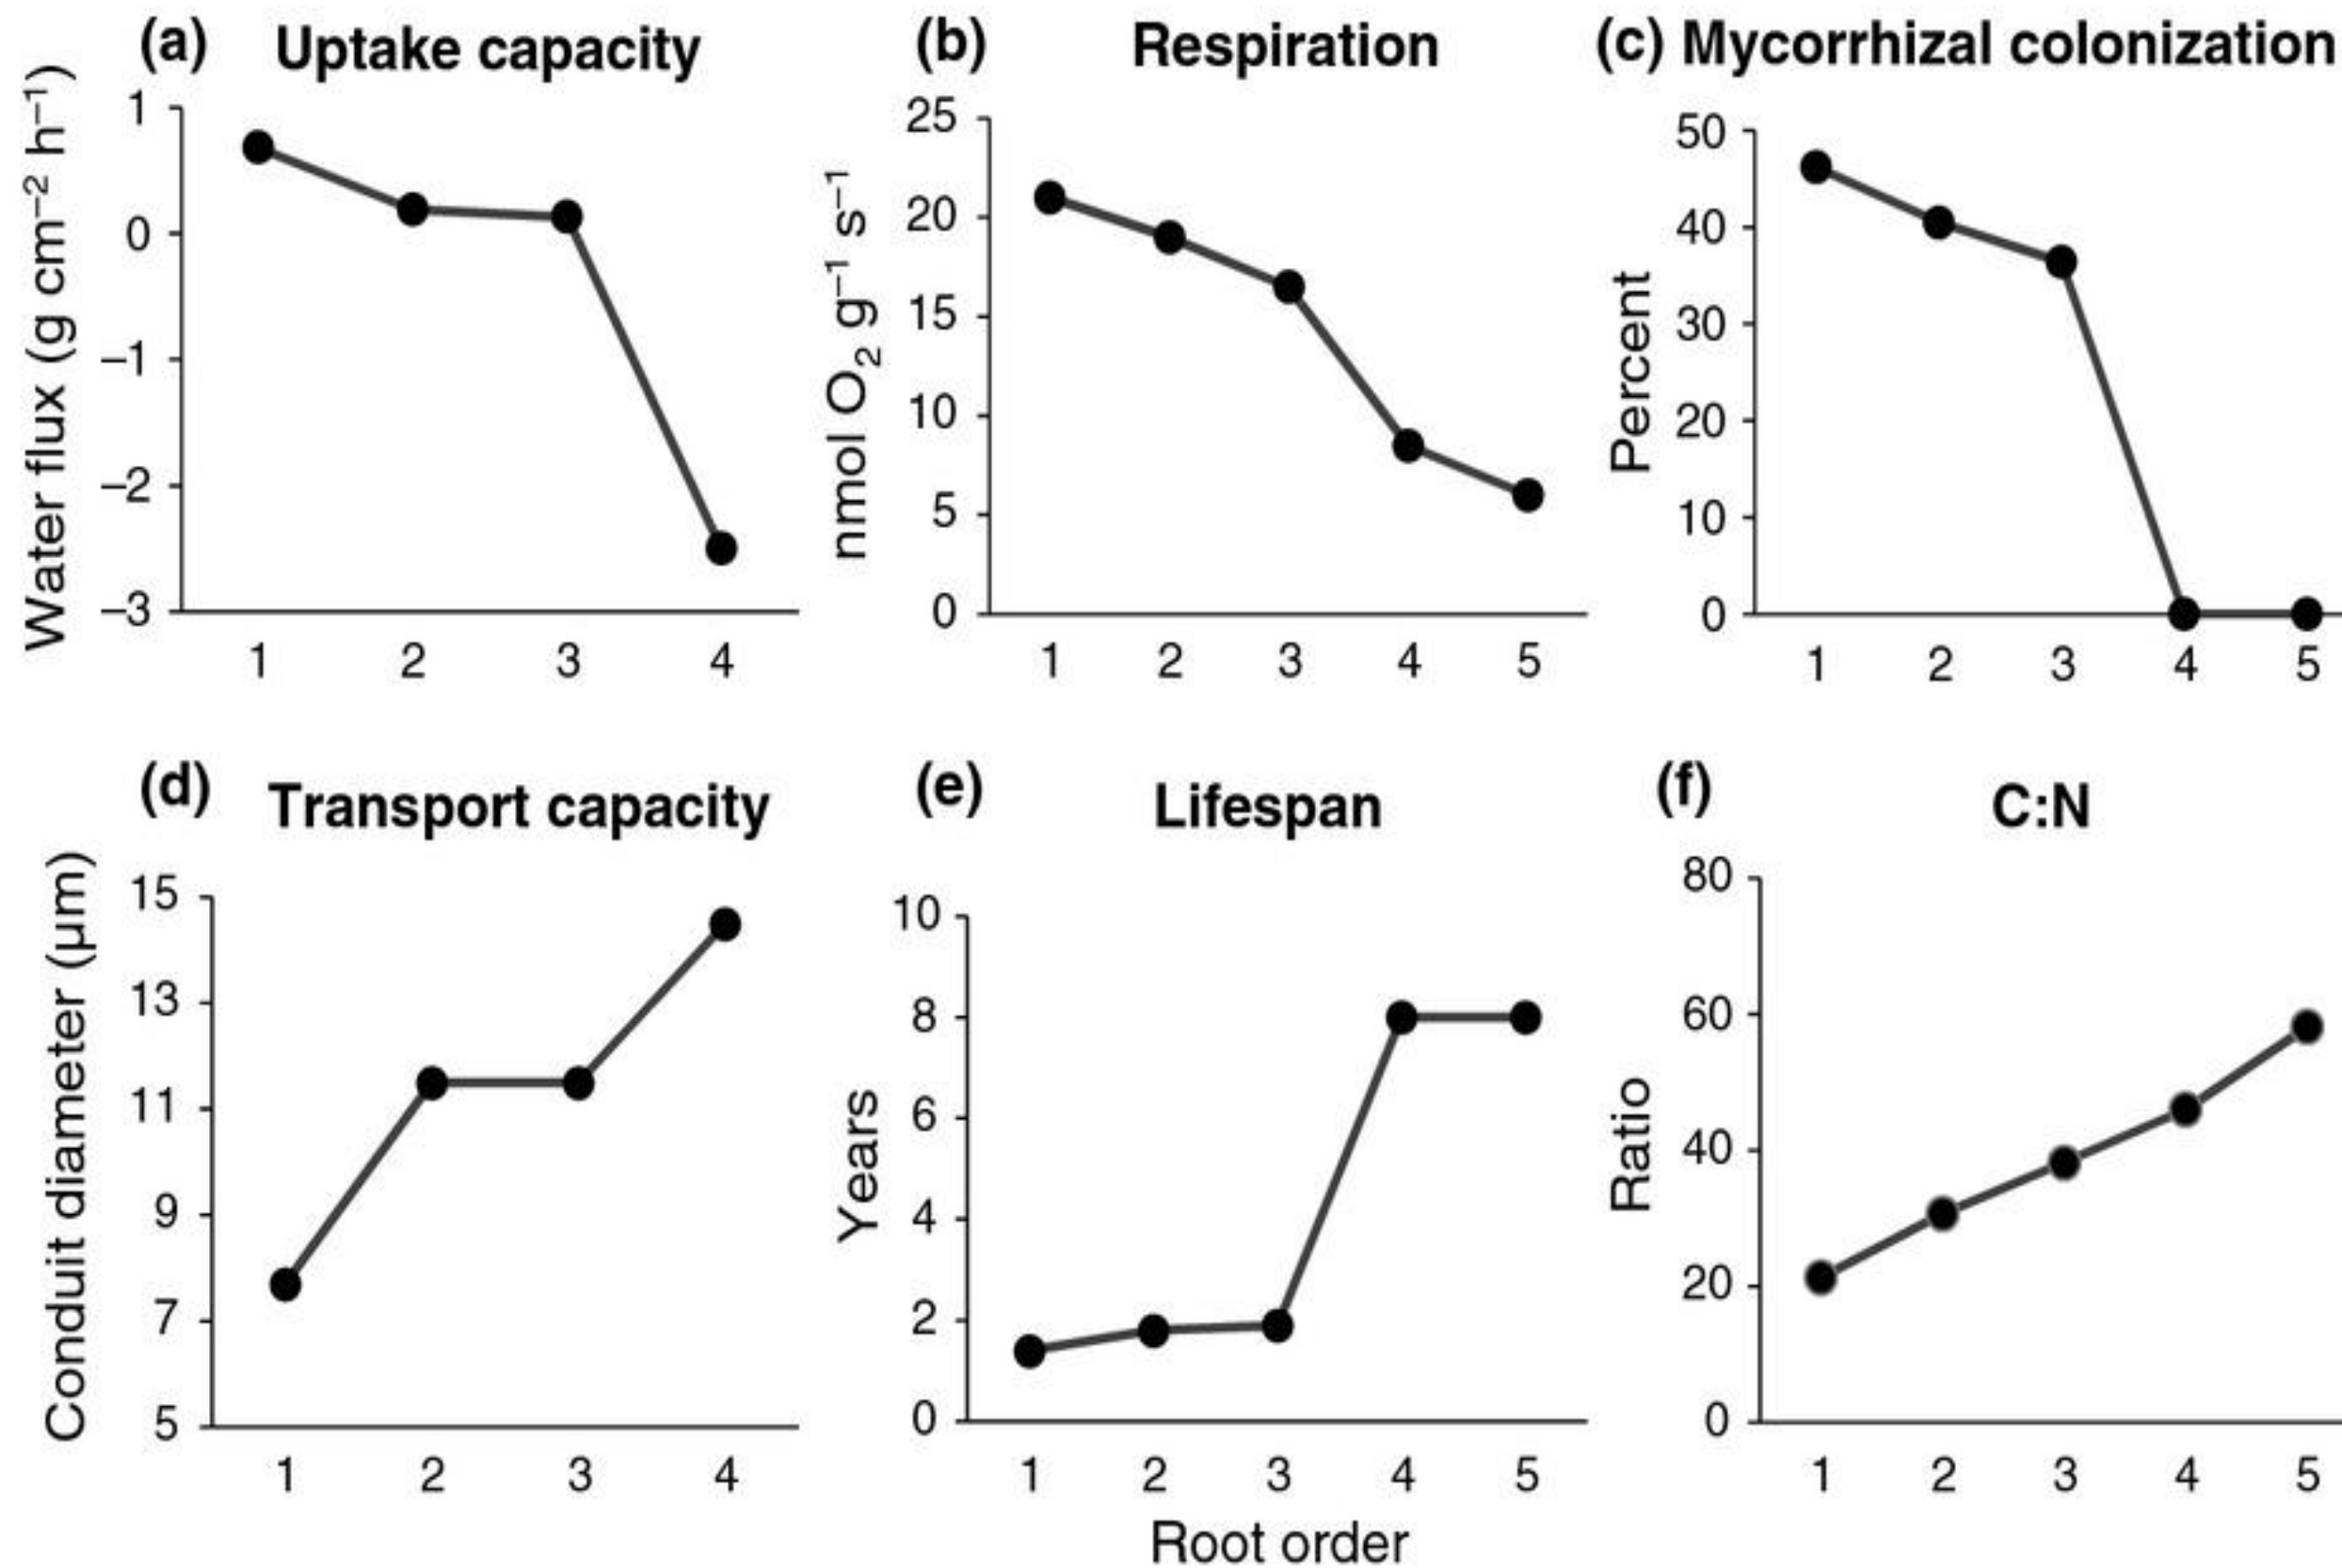 (a) Uptake capacity
Water flux (g cm⁻² h⁻¹)
1
0
–1
–2
–3
1 2 3 4
(b) Respiration
nmol O₂ g⁻¹ s⁻¹
25
20
15
10
5
0
1 2 3 4 5
(c) Mycorrhizal colonization
Percent
50
40
30
20
10
0
1 2 3 4 5
(d) Transport capacity
Conduit diameter (µm)
15
13
11
9
7
5
1 2 3 4
(e) Lifespan
Years
10
8
6
4
2
0
1 2 3 4 5
Root order
(f) C:N
Ratio
80
60
40
20
0
1 2 3 4 5